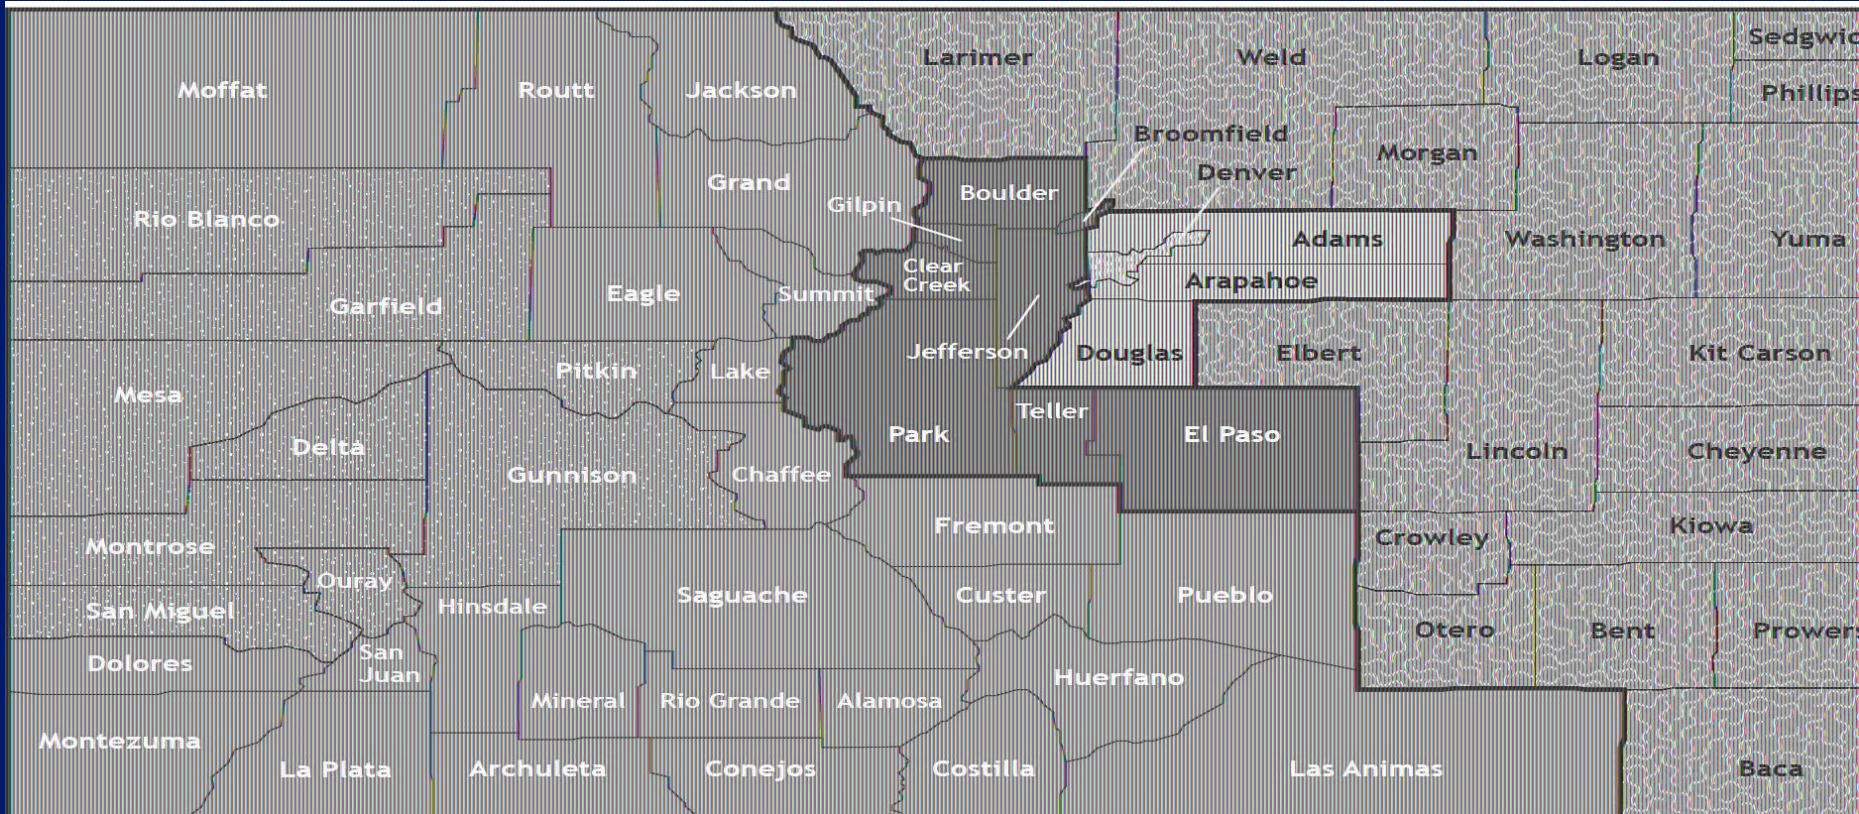 Moffat
Routt
Jackson
Larimer
Weld
Logan
Sedgwic
Phillips
Broomfield
Morgan
Denver
Grand
Boulder
Gilpin
Rio Blanco
Adams
Washington
Yuma
Clear
Creek
Arapahoe
Garfield
Eagle
Summit
Jefferson
Douglas
Elbert
Kit Carson
Mesa
Pitkin
Lake
Teller
Park
El Paso
Delta
Gunnison
Chaffee
Lincoln
Cheyenne
Montrose
Fremont
Crowley
Kiowa
Ouray
San Miguel
Hinsdale
Saguache
Custer
Pueblo
Otero
Bent
Prowers
Dolores
San
Juan
Mineral
Rio Grande
Alamosa
Huerfano
Montezuma
La Plata
Archuleta
Conejos
Costilla
Las Animas
Baca